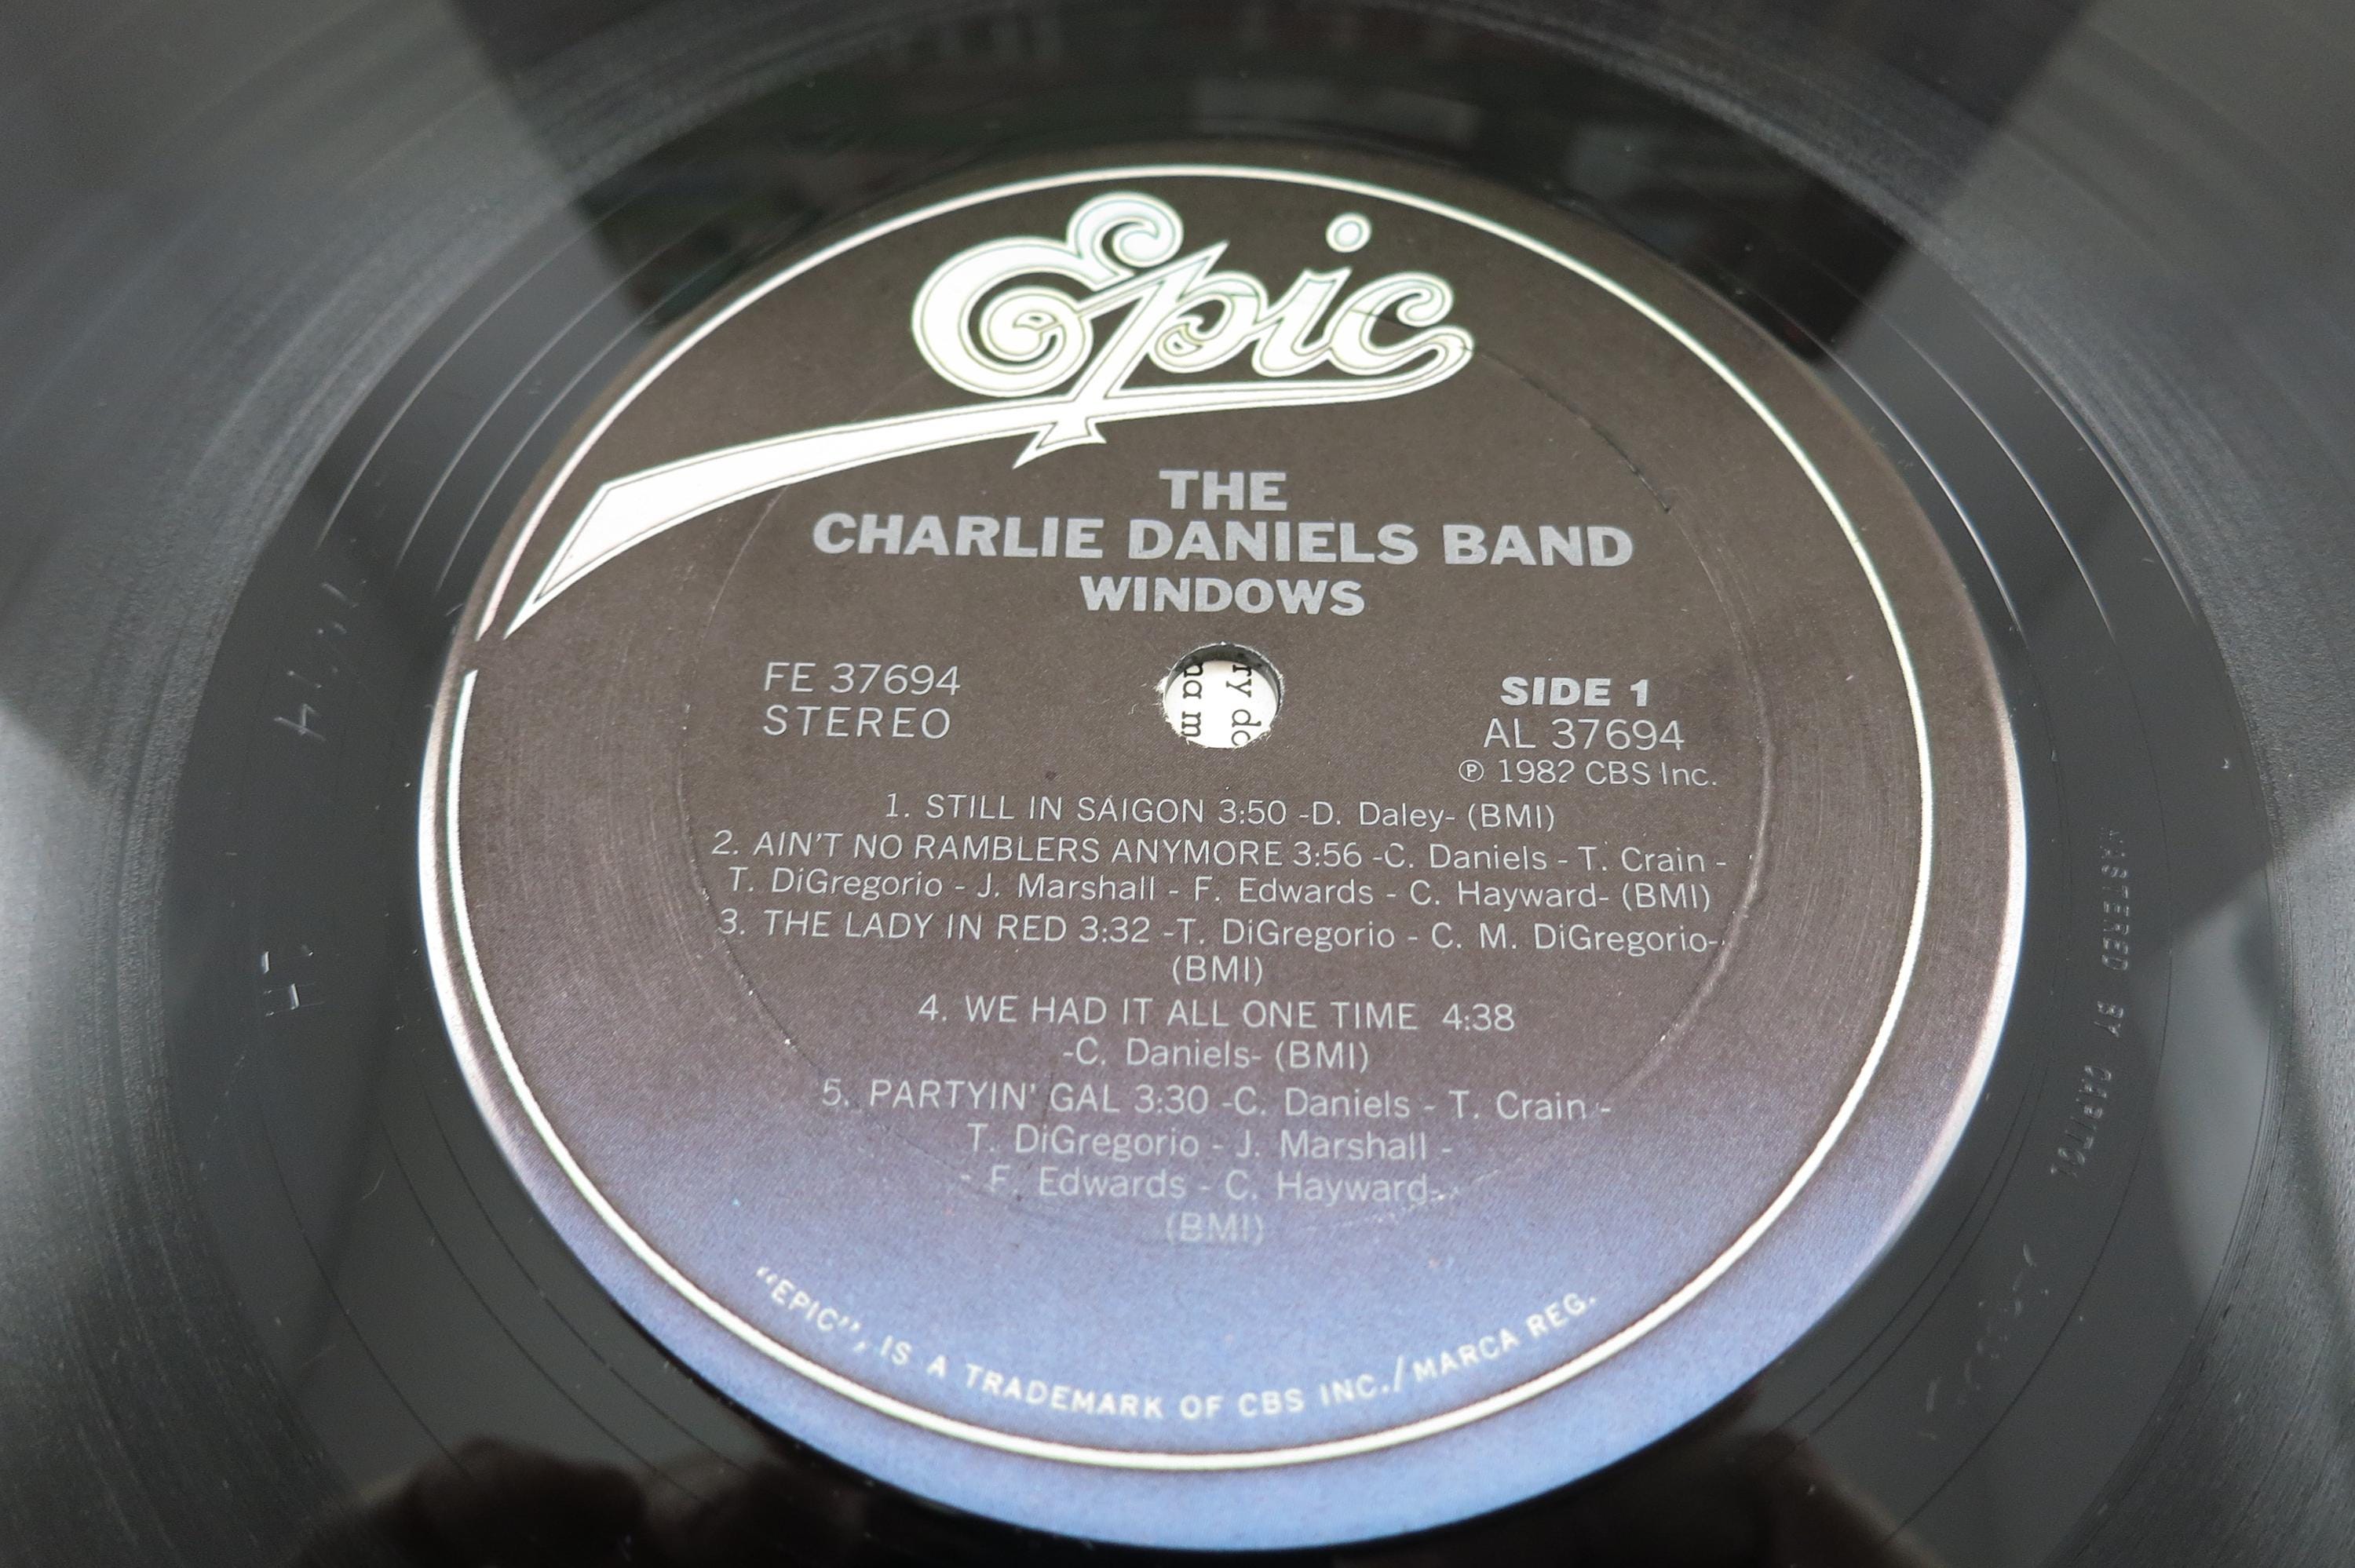 Epic
THE
CHARLIE DANIELS BAND
WINDOWS
FE 37694
STEREO
SIDE 1
AL 37694
℗ 1982 CBS Inc.
1. STILL IN SAIGON 3:50 -D. Daley- (BMI)
2. AIN'T NO RAMBLERS ANYMORE 3:56 -C. Daniels - T. Crain -
T. DiGregorio - J. Marshall - F. Edwards - C. Hayward- (BMI)
3. THE LADY IN RED 3:32 -T. DiGregorio - C. M. DiGregorio-
(BMI)
4. WE HAD IT ALL ONE TIME 4:38
-C. Daniels- (BMI)
5. PARTYIN' GAL 3:30 -C. Daniels - T. Crain -
T. DiGregorio - J. Marshall -
- F. Edwards - C. Hayward-
(BMI)
"EPIC", IS A TRADEMARK OF CBS INC./MARCA REG.
MASTERED BY CAPITOL